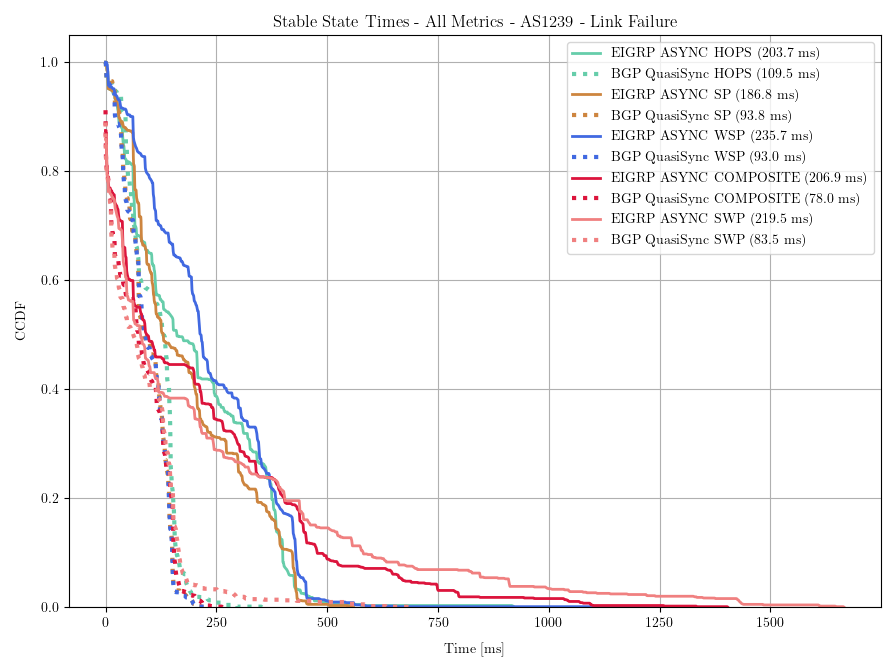 Stable State Times - All Metrics - AS1239 - Link Failure
EIGRP ASYNC HOPS (203.7 ms)
BGP QuasiSync HOPS (109.5 ms)
EIGRP ASYNC SP (186.8 ms)
BGP QuasiSync SP (93.8 ms)
EIGRP ASYNC WSP (235.7 ms)
BGP QuasiSync WSP (93.0 ms)
EIGRP ASYNC COMPOSITE (206.9 ms)
BGP QuasiSync COMPOSITE (78.0 ms)
EIGRP ASYNC SWP (219.5 ms)
BGP QuasiSync SWP (83.5 ms)
1.0
0.8
0.6
0.4
0.2
0.0
CCDF
0 250 500 750 1000 1250 1500
Time [ms]